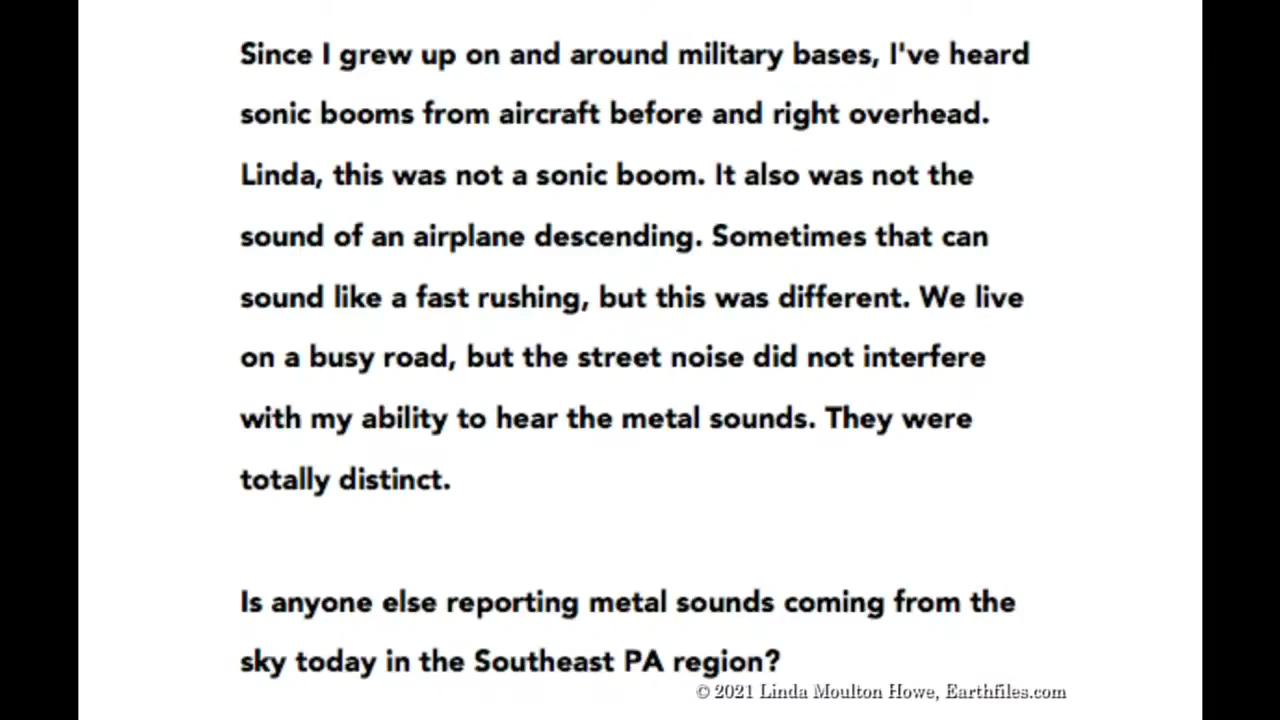 Since I grew up on and around military bases, I've heard
sonic booms from aircraft before and right overhead.
Linda, this was not a sonic boom. It also was not the
sound of an airplane descending. Sometimes that can
sound like a fast rushing, but this was different. We live
on a busy road, but the street noise did not interfere
with my ability to hear the metal sounds. They were
totally distinct.
Is anyone else reporting metal sounds coming from the
sky today in the Southeast PA region?
© 2021 Linda Moulton Howe, Earthfiles.com